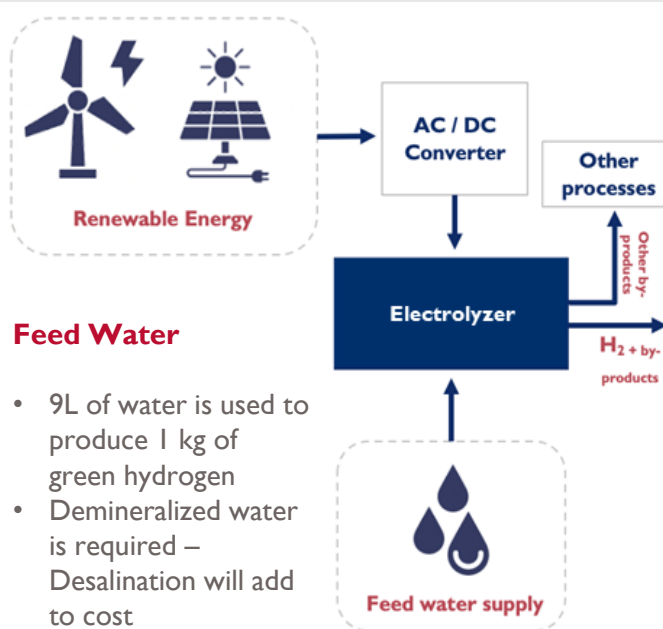 AC / DC
Converter
Other
processes
Renewable Energy
Other by-
products
Electrolyzer
H2 + by-
products
Feed Water
• 9L of water is used to
produce 1 kg of
green hydrogen
• Demineralized water
is required –
Desalination will add
to cost
Feed water supply